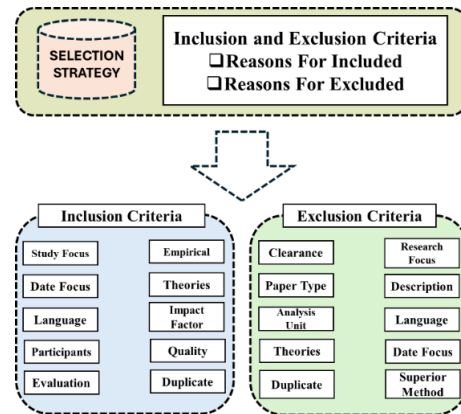 SELECTION
STRATEGY
Inclusion and Exclusion Criteria
❑Reasons For Included
❑Reasons For Excluded
Inclusion Criteria
Study Focus
Date Focus
Language
Participants
Evaluation
Empirical
Theories
Impact
Factor
Quality
Duplicate
Exclusion Criteria
Clearance
Paper Type
Analysis
Unit
Theories
Duplicate
Research
Focus
Description
Language
Date Focus
Superior
Method